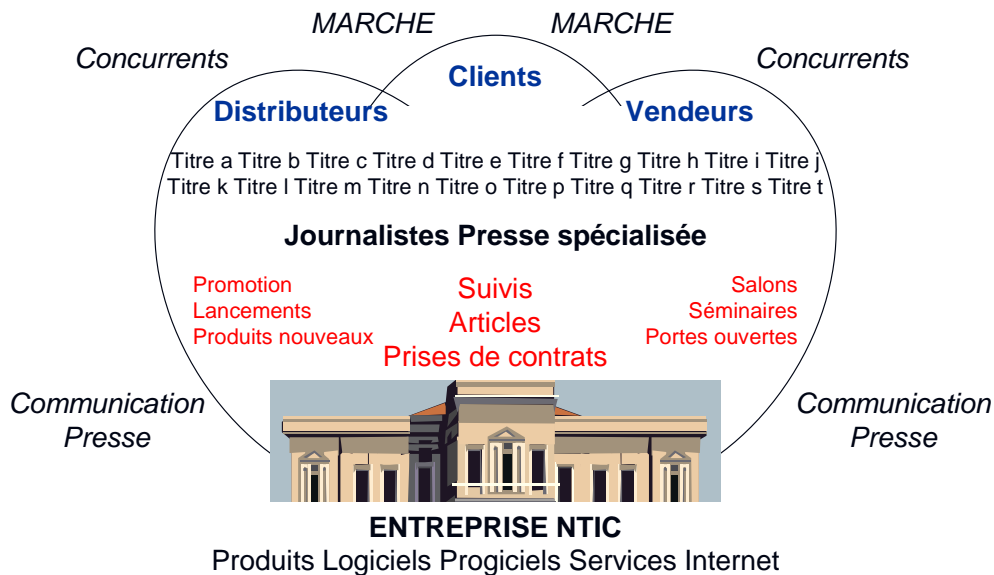 MARCHE MARCHE
Concurrents Concurrents
Clients
Distributeurs Vendeurs
Titre a Titre b Titre c Titre d Titre e Titre f Titre g Titre h Titre i Titre j
Titre k Titre l Titre m Titre n Titre o Titre p Titre q Titre r Titre s Titre t
Journalistes Presse spécialisée
Promotion
Lancements
Produits nouveaux
Suivis
Articles
Prises de contrats
Salons
Séminaires
Portes ouvertes
Communication
Presse
Communication
Presse
ENTREPRISE NTIC
Produits Logiciels Progiciels Services Internet